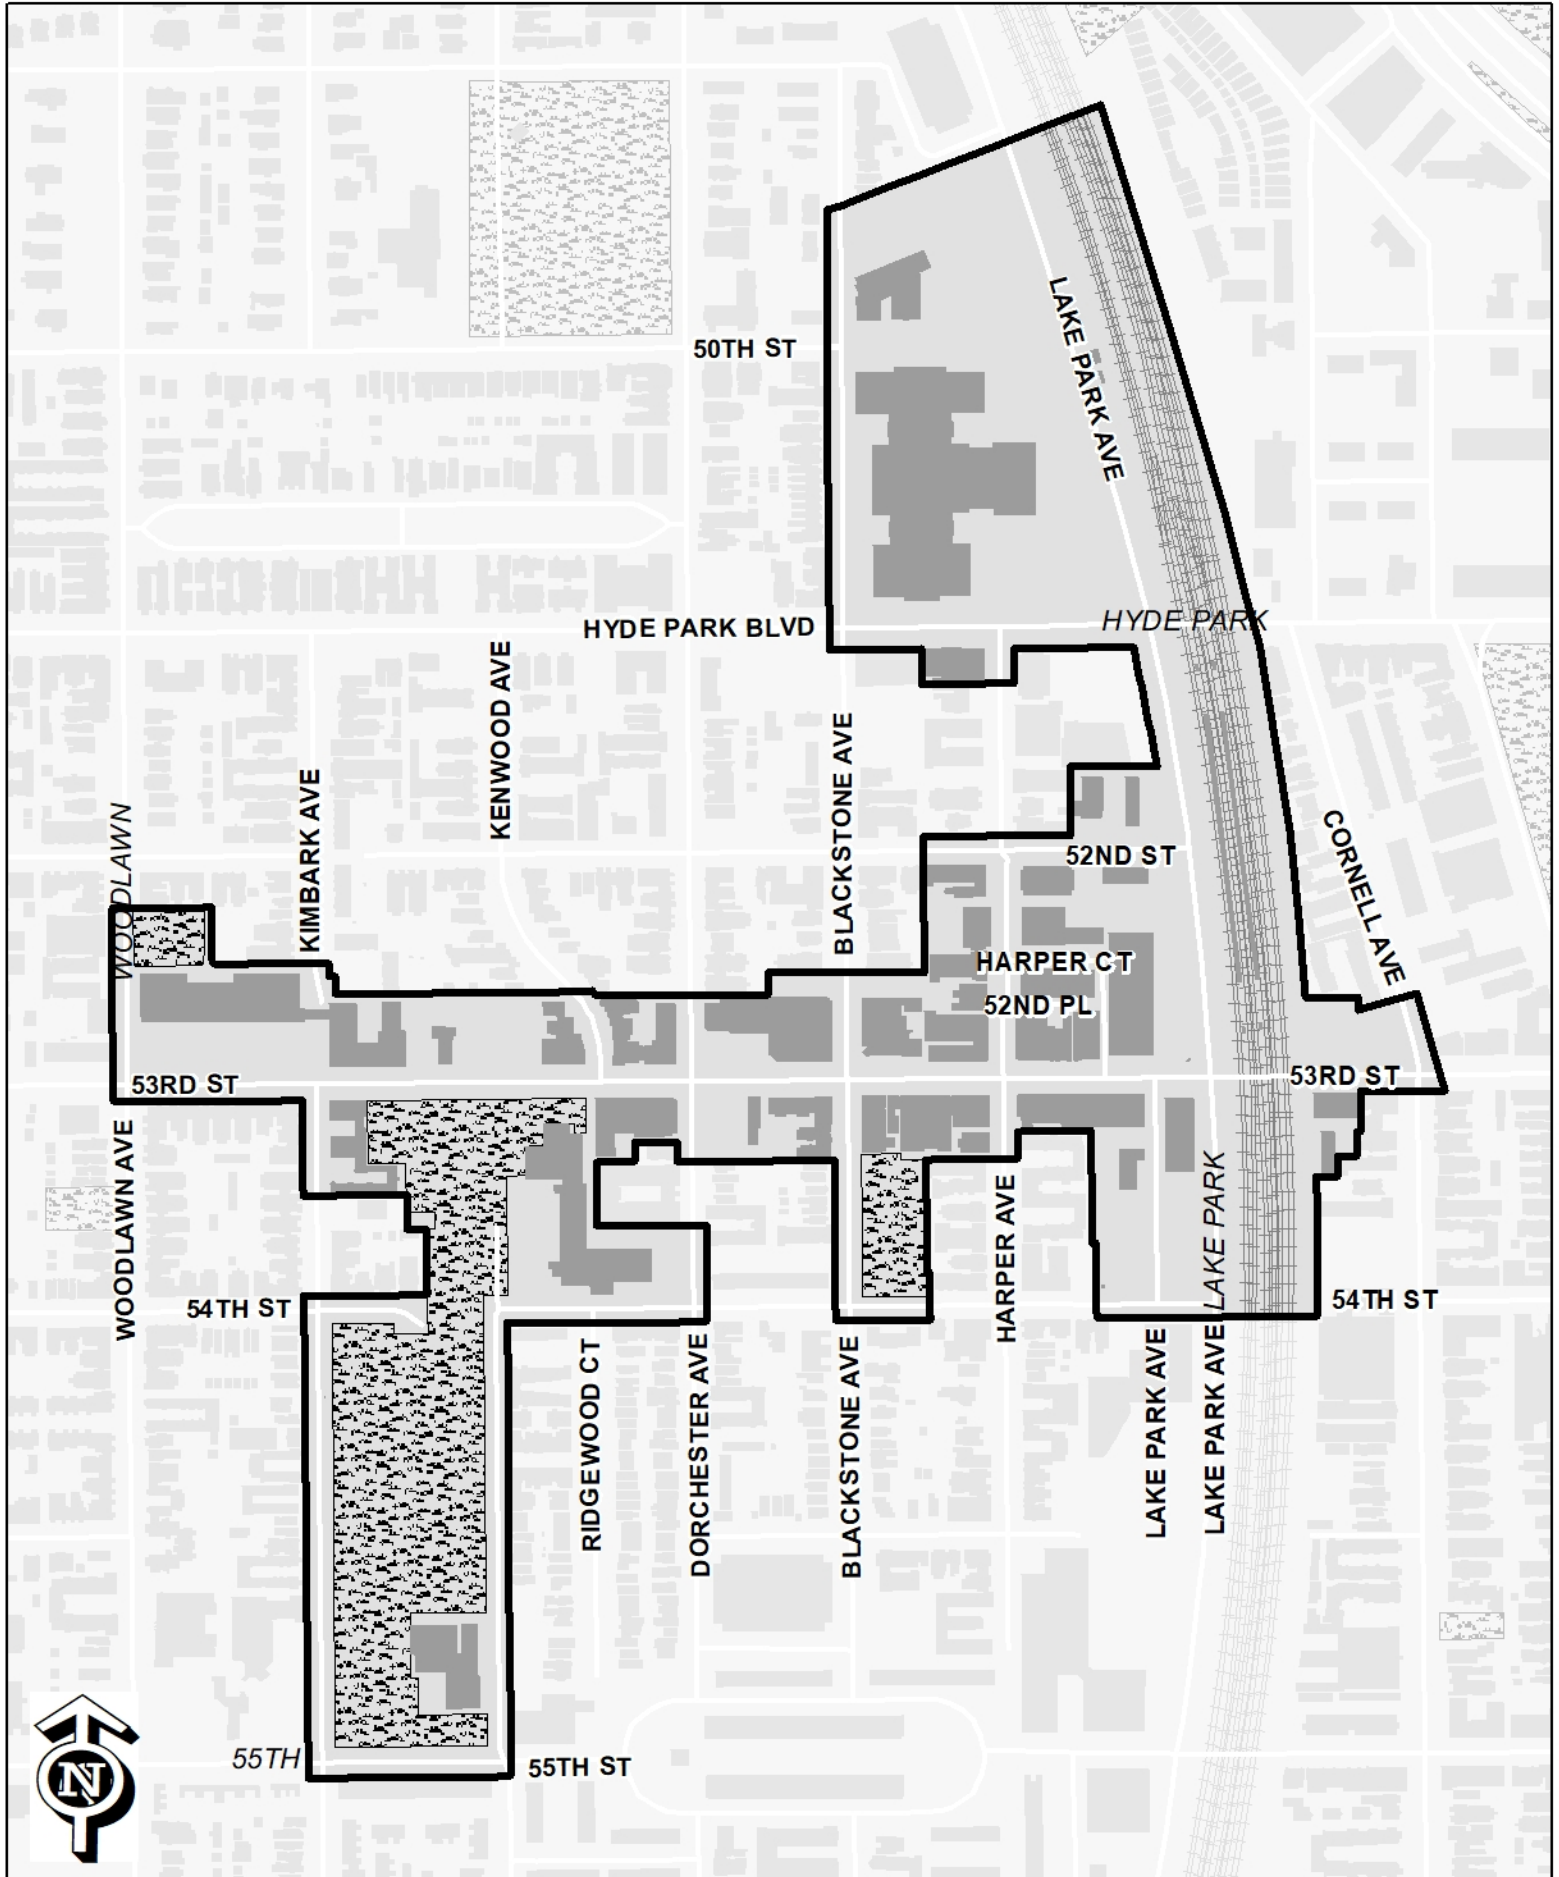 50TH ST
LAKE PARK AVE
HYDE PARK BLVD
HYDE PARK
KENWOOD AVE
BLACKSTONE AVE
KIMBARK AVE
WOODLAWN
52ND ST
CORNELL AVE
HARPER CT
52ND PL
53RD ST
53RD ST
WOODLAWN AVE
LAKE PARK
HARPER AVE
54TH ST
54TH ST
RIDGEWOOD CT
DORCHESTER AVE
BLACKSTONE AVE
LAKE PARK AVE
LAKE PARK AVE
55TH
55TH ST
N